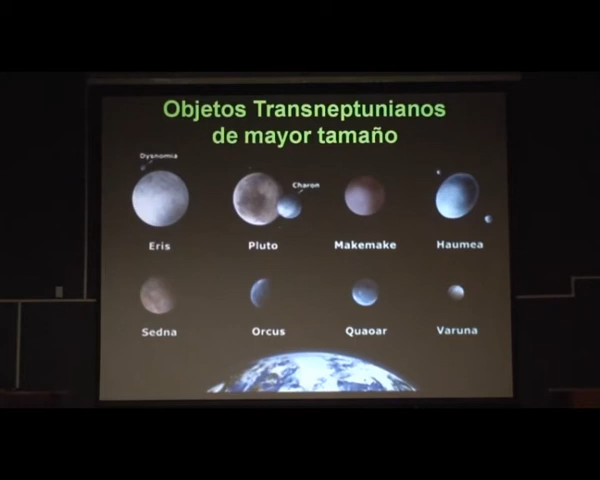 Objetos Transneptunianos
de mayor tamaño
Dysnomia
Charon
Eris
Pluto
Makemake
Haumea
Sedna
Orcus
Quaoar
Varuna